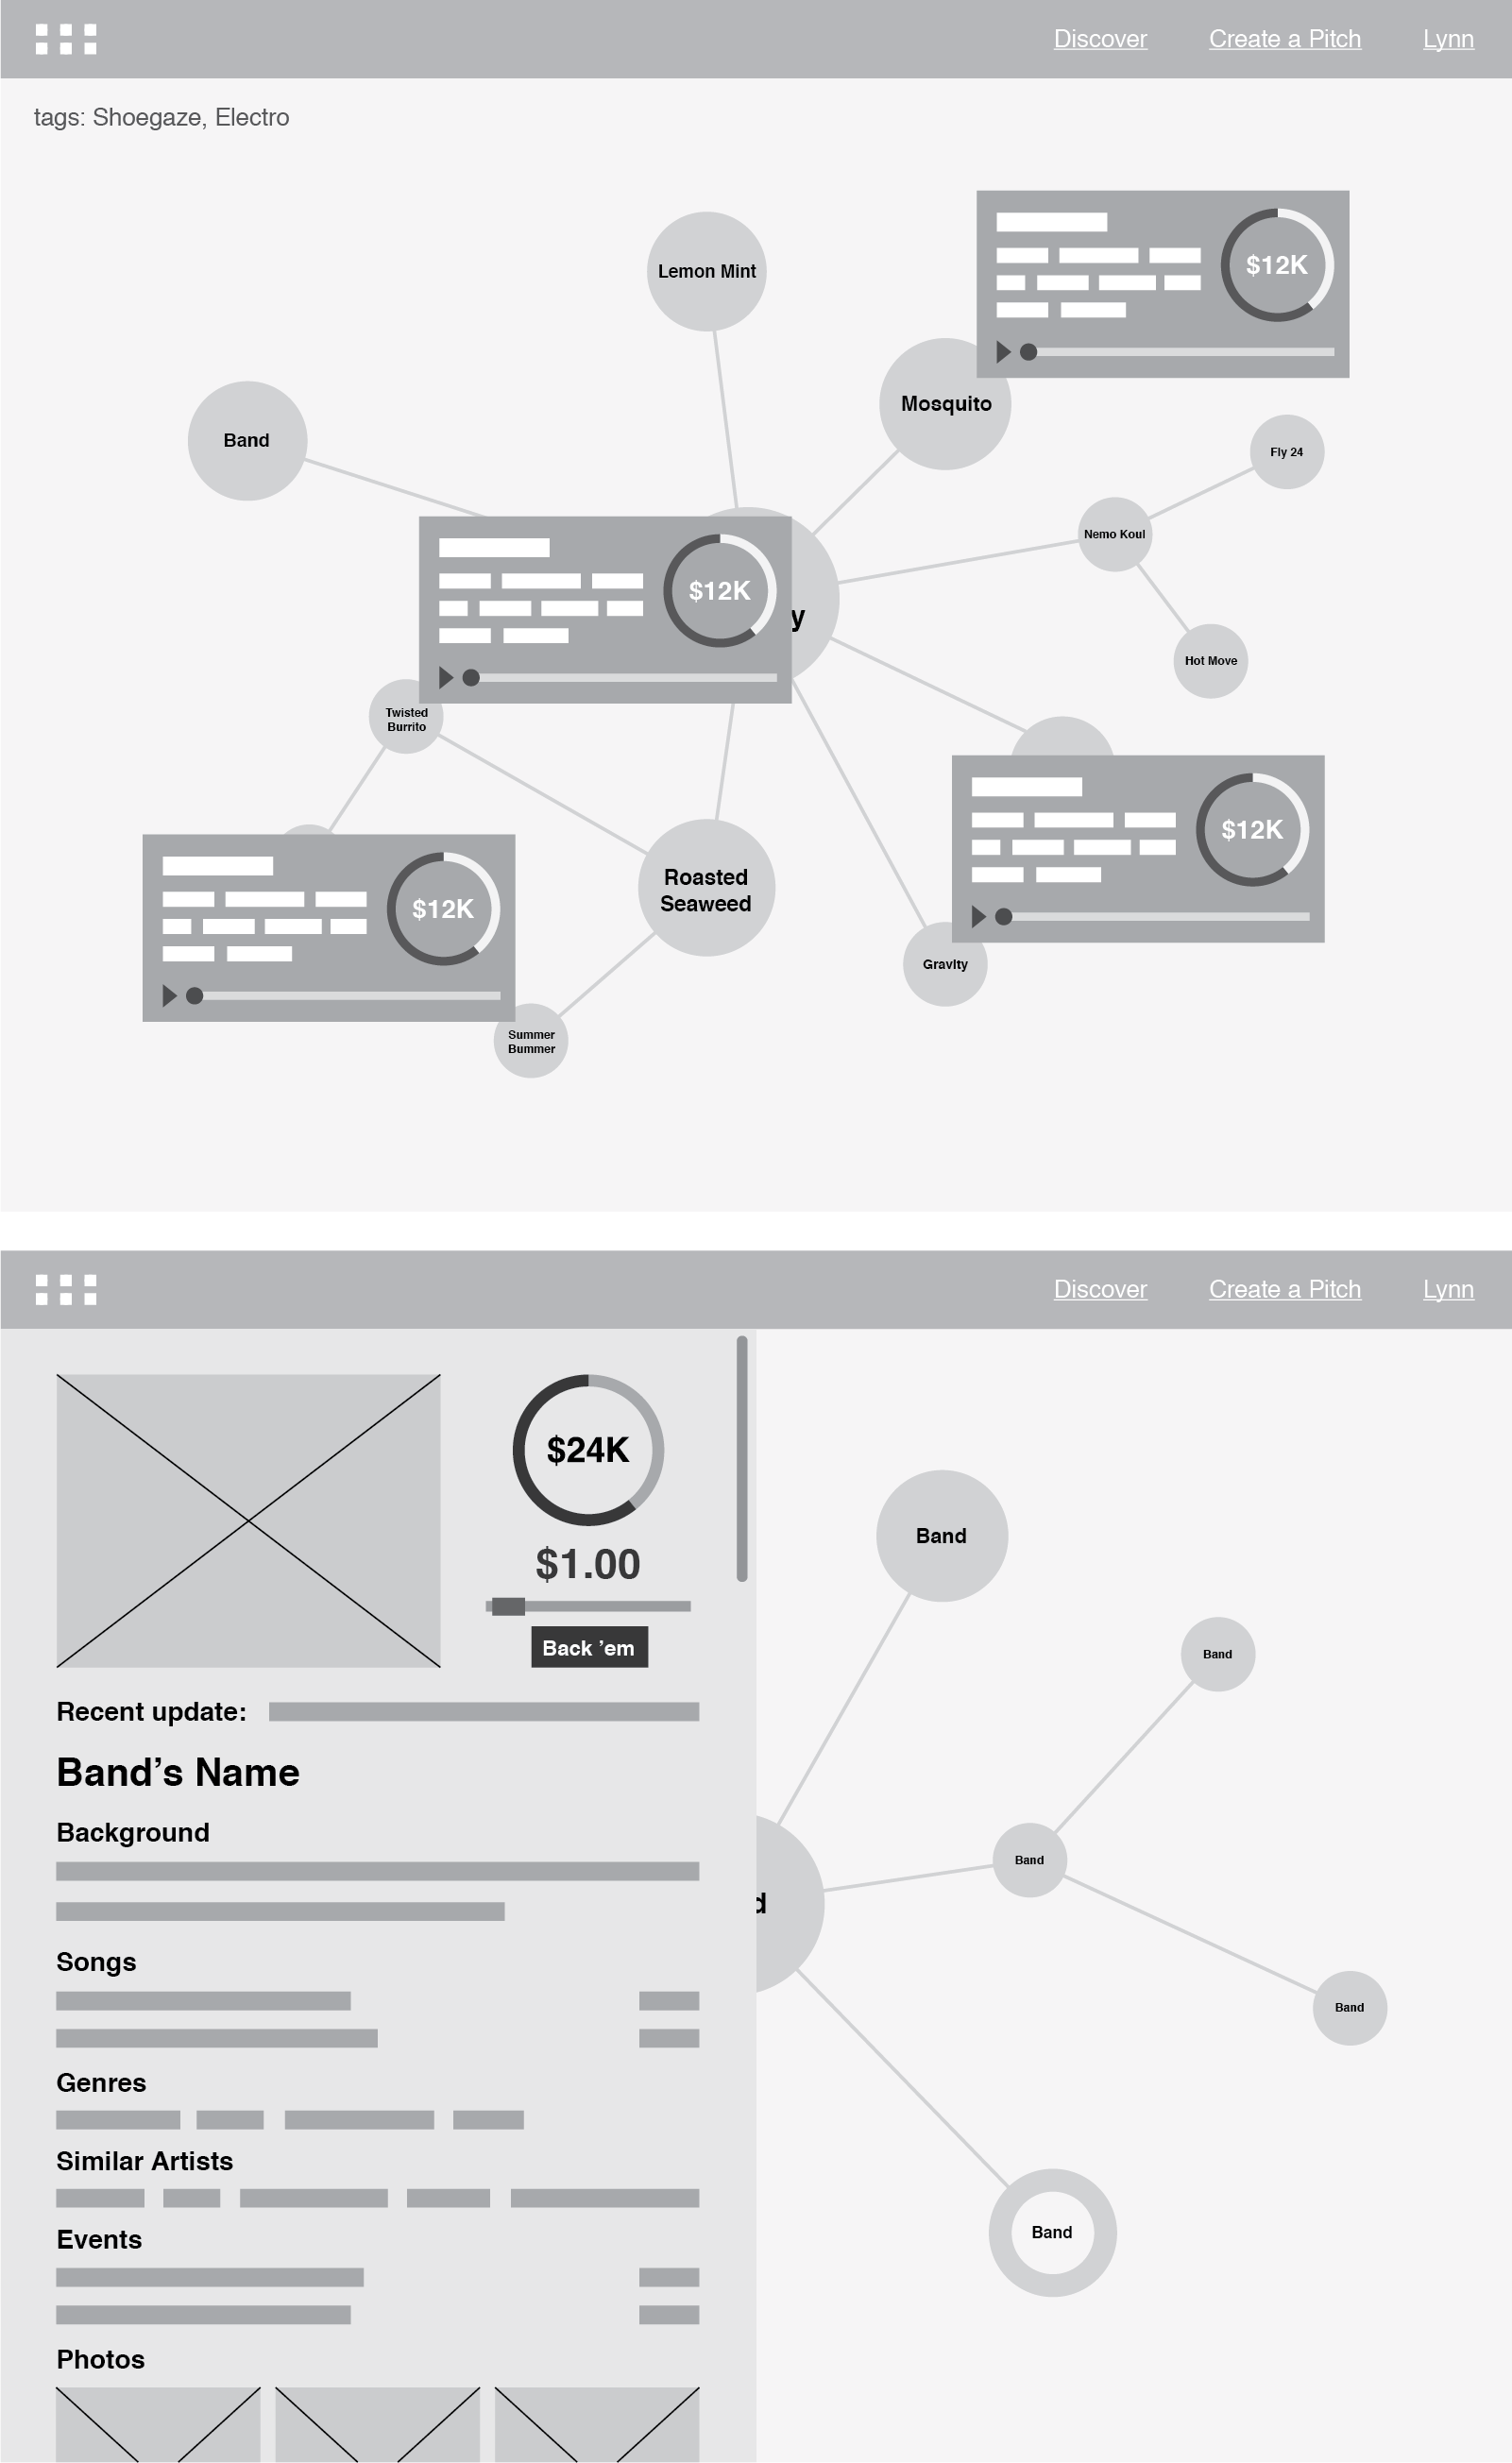 Discover Create a Pitch Lynn
tags: Shoegaze, Electro
Lemon Mint
$12K
Mosquito
Band
Fly 24
Nemo Koul
$12K
y
Hot Move
Twisted
Burrito
$12K
Roasted
Seaweed
$12K
Gravity
Summer
Bummer
Discover Create a Pitch Lynn
$24K
$1.00
Back ’em
Recent update:
Band’s Name
Background
Songs
Genres
Similar Artists
Events
Photos
Band
Band
Band
d
Band
Band